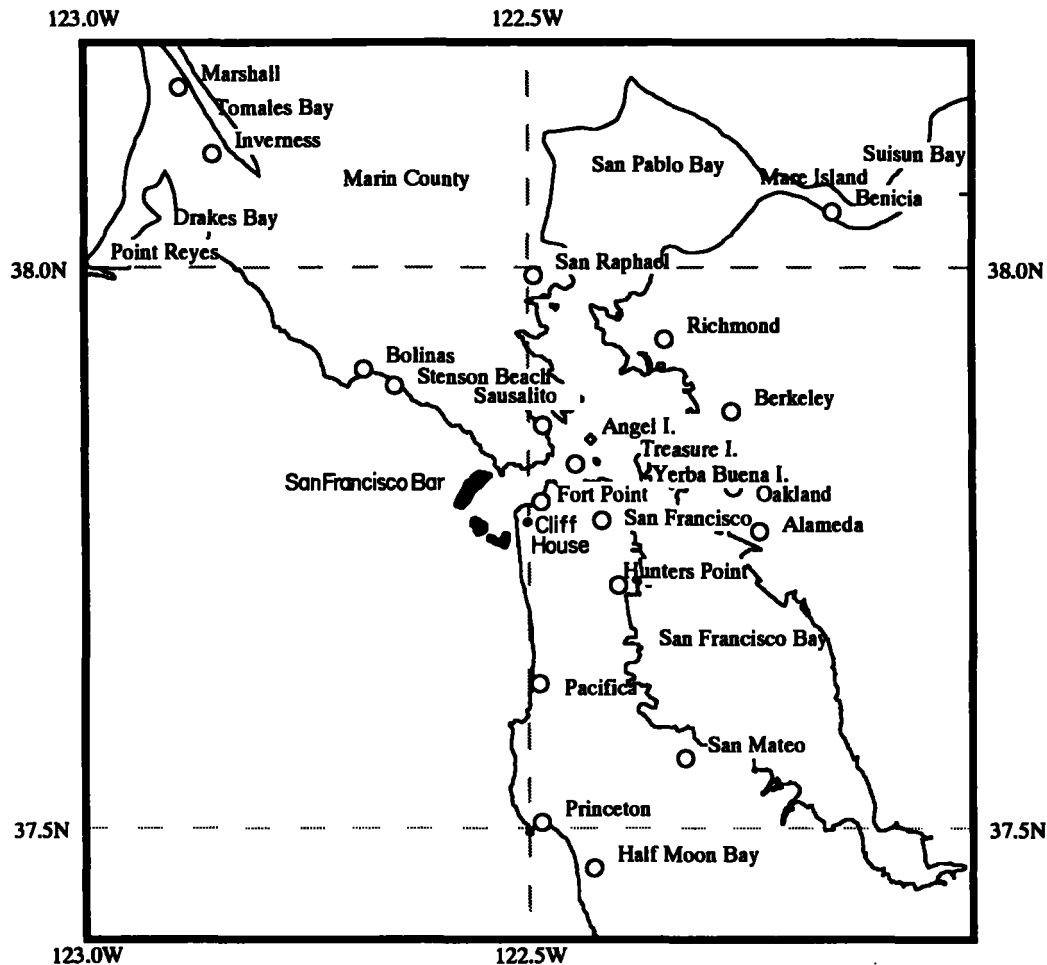 123.0W 122.5W
Marshall
Tomales Bay
Inverness
Suisun Bay
San Pablo Bay
Mare Island
Marin County
Benicia
Drakes Bay
Point Reyes
38.0N 38.0N
San Raphael
Richmond
Bolinas
Stenson Beach
Sausalito
Berkeley
Angel I.
Treasure I.
Yerba Buena I.
San Francisco Bar
Fort Point
Oakland
San Francisco
Alameda
Cliff
House
Hunters Point
San Francisco Bay
Pacifica
San Mateo
Princeton
37.5N 37.5N
Half Moon Bay
123.0W 122.5W